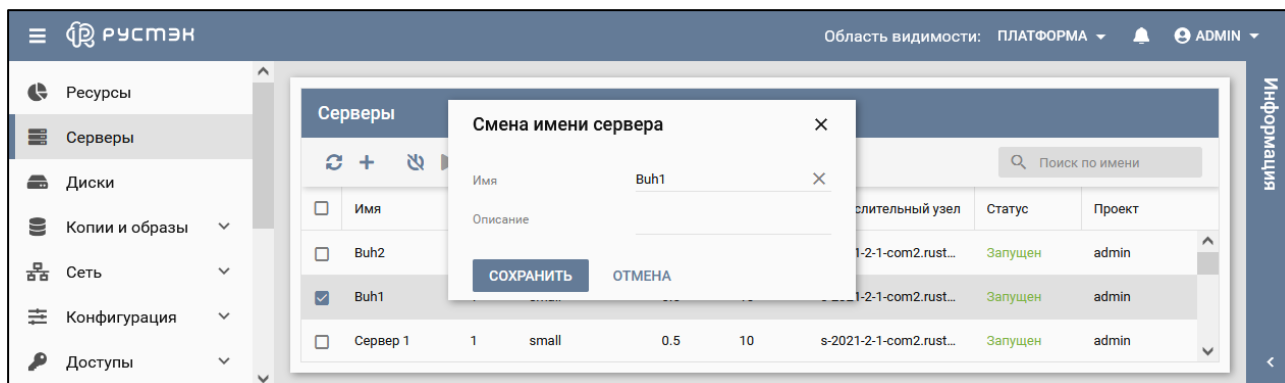 РУСТЭК
Область видимости: ПЛАТФОРМА
ADMIN
Ресурсы
Серверы
Диски
Копии и образы
Сеть
Конфигурация
Доступы
Серверы
Поиск по имени
Имя
слительный узел Статус Проект
Buh2 1-2-1-com2.rust... Запущен admin
Buh1 s-2021-2-1-com2.rust... Запущен admin
Сервер 1 1 small 0.5 10 s-2021-2-1-com2.rust... Запущен admin
Смена имени сервера
Имя Buh1
Описание
СОХРАНИТЬ ОТМЕНА
Информация